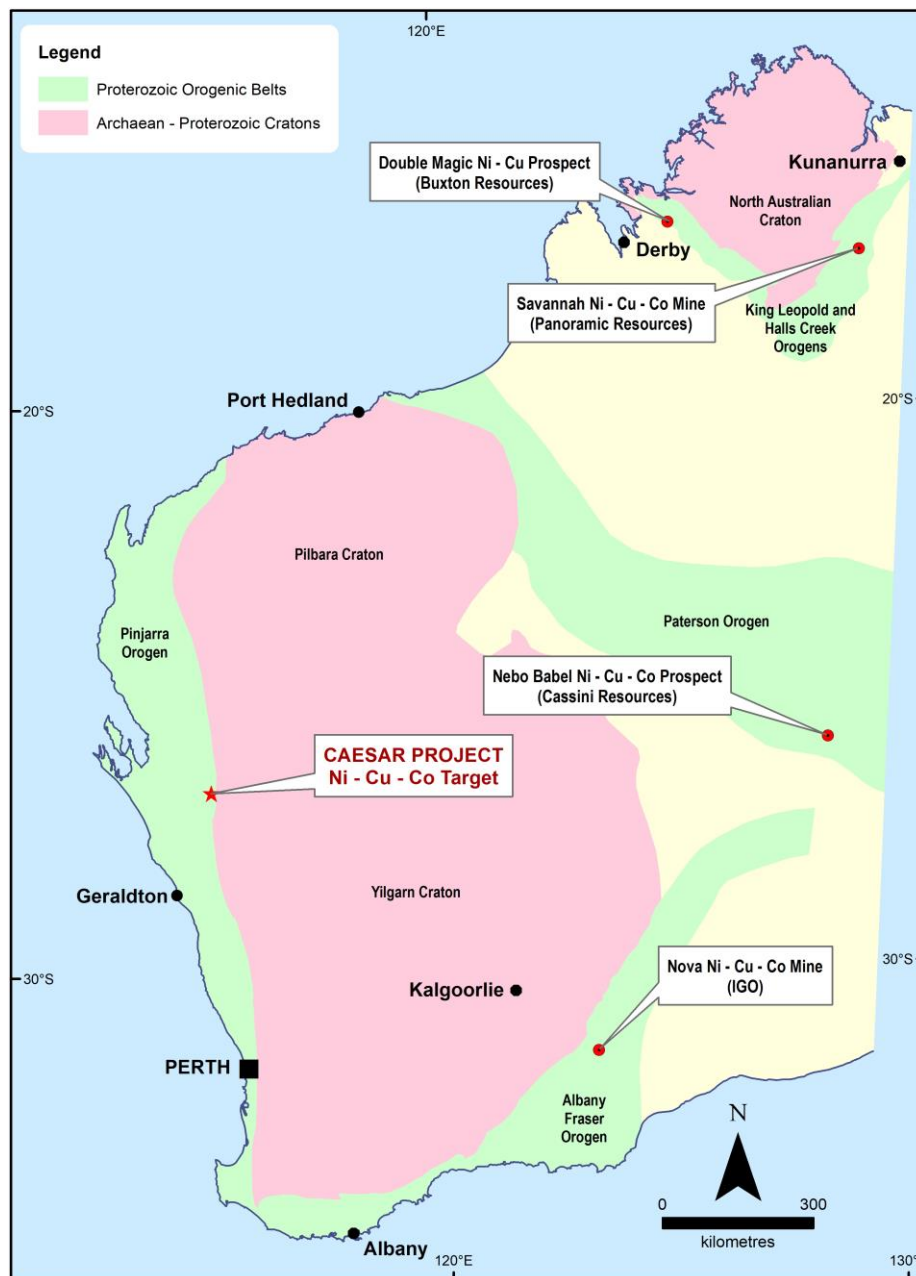 120°E
Legend
Proterozoic Orogenic Belts
Archaean - Proterozoic Cratons
Double Magic Ni - Cu Prospect
(Buxton Resources)
Kununurra
North Australian
Craton
Derby
Savannah Ni - Cu - Co Mine
(Panoramic Resources)
King Leopold and
Halls Creek
Orogens
Port Hedland
20°S
20°S
Pilbara Craton
Pinjarra
Orogen
Paterson Orogen
Nebo Babel Ni - Cu - Co Prospect
(Cassini Resources)
CAESAR PROJECT
Ni - Cu - Co Target
Geraldton
Yilgarn Craton
30°S
30°S
Kalgoorlie
Nova Ni - Cu - Co Mine
(IGO)
PERTH
Albany
Fraser
Orogen
N
0 300
kilometres
Albany
120°E
130°E